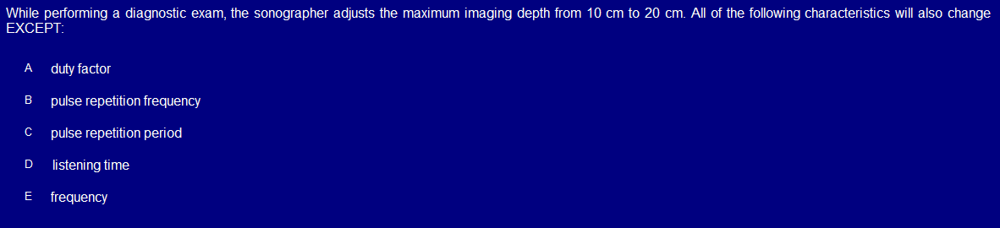 While performing a diagnostic exam, the sonographer adjusts the maximum imaging depth from 10 cm to 20 cm. All of the following characteristics will also change
EXCEPT:
A duty factor
B pulse repetition frequency
C pulse repetition period
D listening time
E frequency